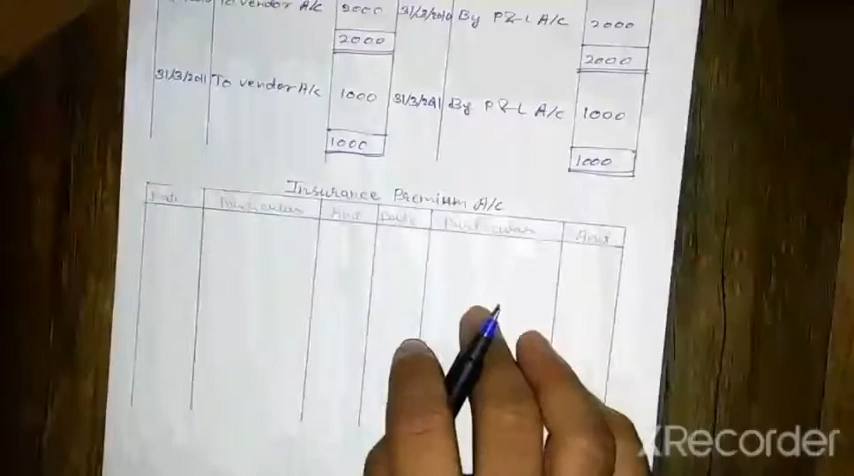 To vendor A/c 2000 31/3/2010 By P&L A/c 2000
2000 2000
31/3/2011 To vendor A/c 1000 31/3/2011 By P&L A/c 1000
1000 1000
Insurance Premium A/c
Date Particulars Amt Date Particulars Amt
XRecorder